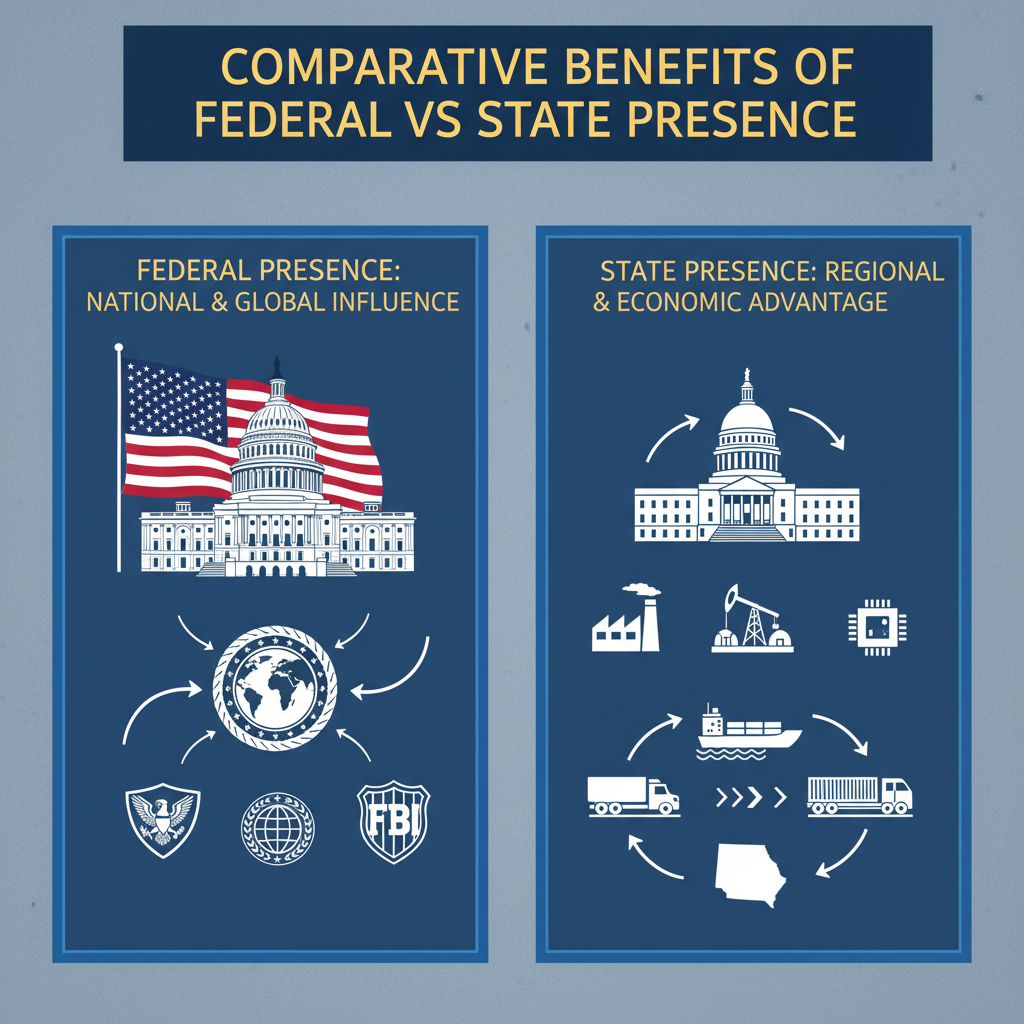 COMPARATIVE BENEFITS OF
FEDERAL VS STATE PRESENCE
FEDERAL PRESENCE:
NATIONAL & GLOBAL INFLUENCE
STATE PRESENCE: REGIONAL
& ECONOMIC ADVANTAGE
FBI